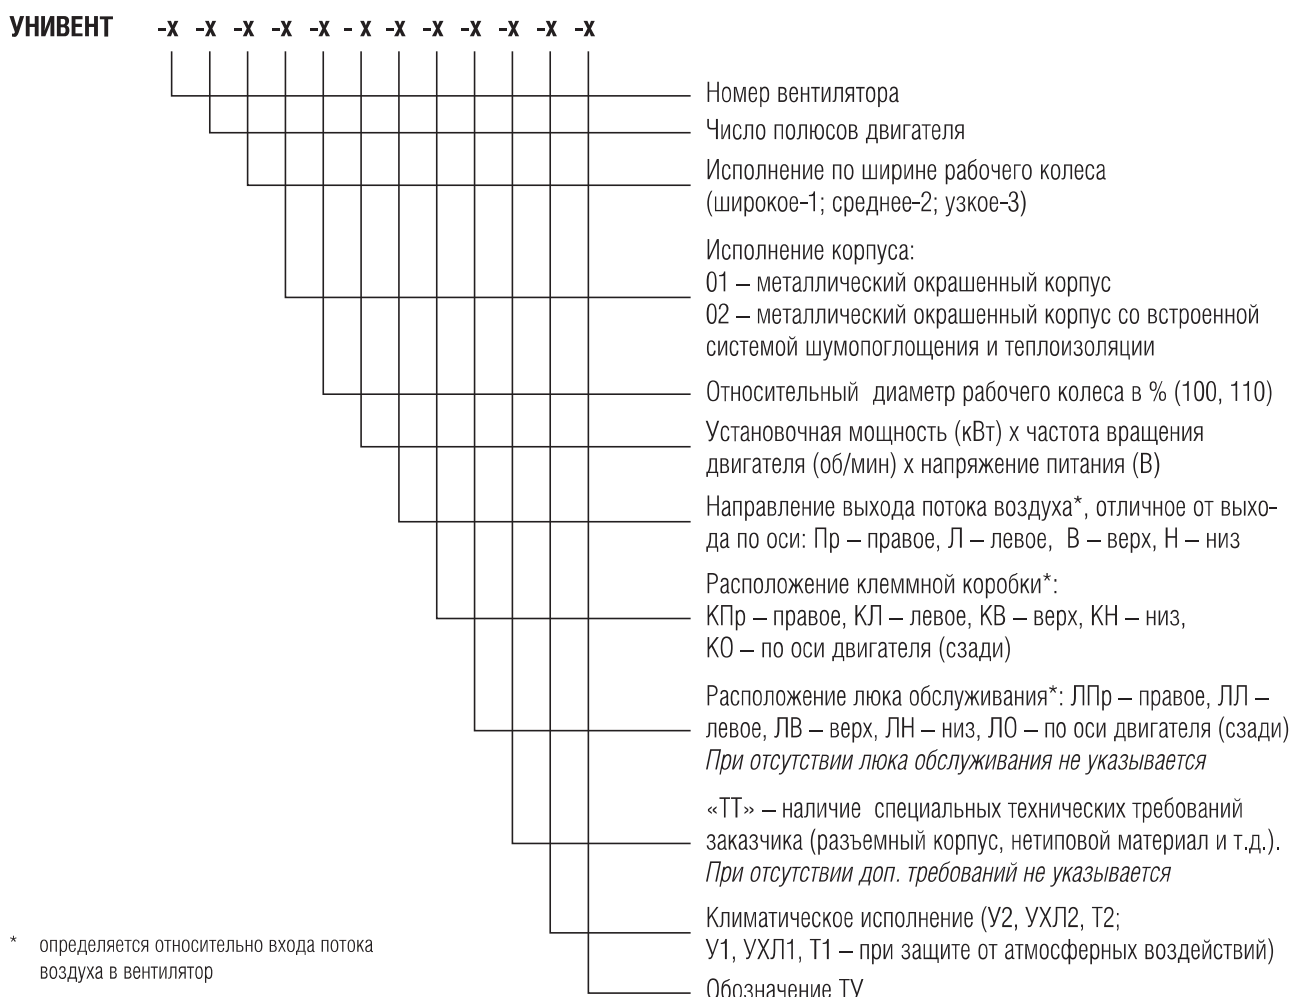 УНИВЕНТ -х -х -х -х -х - х -х -х -х -х -х -х
Номер вентилятора
Число полюсов двигателя
Исполнение по ширине рабочего колеса
(широкое-1; среднее-2; узкое-3)
Исполнение корпуса:
01 – металлический окрашенный корпус
02 – металлический окрашенный корпус со встроенной
системой шумопоглощения и теплоизоляции
Относительный диаметр рабочего колеса в % (100, 110)
Установочная мощность (кВт) х частота вращения
двигателя (об/мин) х напряжение питания (В)
Направление выхода потока воздуха*, отличное от выхо-
да по оси: Пр – правое, Л – левое, В – верх, Н – низ
Расположение клеммной коробки*:
КПр – правое, КЛ – левое, КВ – верх, КН – низ,
КО – по оси двигателя (сзади)
Расположение люка обслуживания*: ЛПр – правое, ЛЛ –
левое, ЛВ – верх, ЛН – низ, ЛО – по оси двигателя (сзади)
При отсутствии люка обслуживания не указывается
«ТТ» – наличие специальных технических требований
заказчика (разъемный корпус, нетиповой материал и т.д.).
При отсутствии доп. требований не указывается
Климатическое исполнение (У2, УХЛ2, Т2;
У1, УХЛ1, Т1 – при защите от атмосферных воздействий)
Обозначение ТУ
* определяется относительно входа потока
воздуха в вентилятор